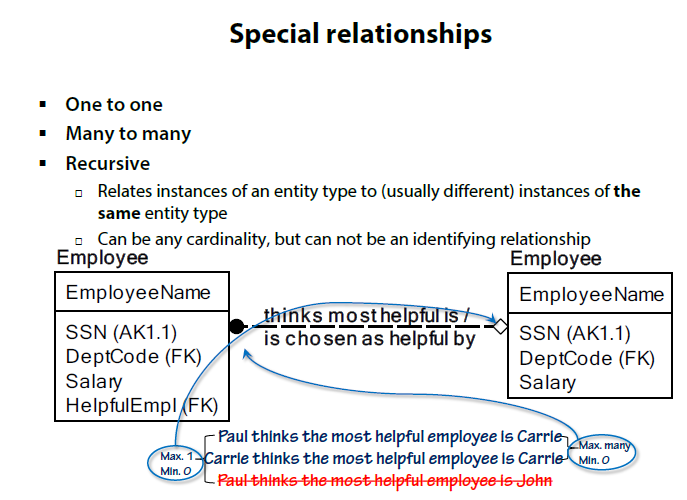 Special relationships
▪ One to one
▪ Many to many
▪ Recursive
□ Relates instances of an entity type to (usually different) instances of the
same entity type
□ Can be any cardinality, but can not be an identifying relationship
Employee
EmployeeName
SSN (AK1.1)
DeptCode (FK)
Salary
HelpfulEmpl (FK)
thinks most helpful is /
is chosen as helpful by
Employee
EmployeeName
SSN (AK1.1)
DeptCode (FK)
Salary
Max. 1
Min. 0
Paul thinks the most helpful employee is Carrie
Carrie thinks the most helpful employee is Carrie
Paul thinks the most helpful employee is John
Max. many
Min. 0